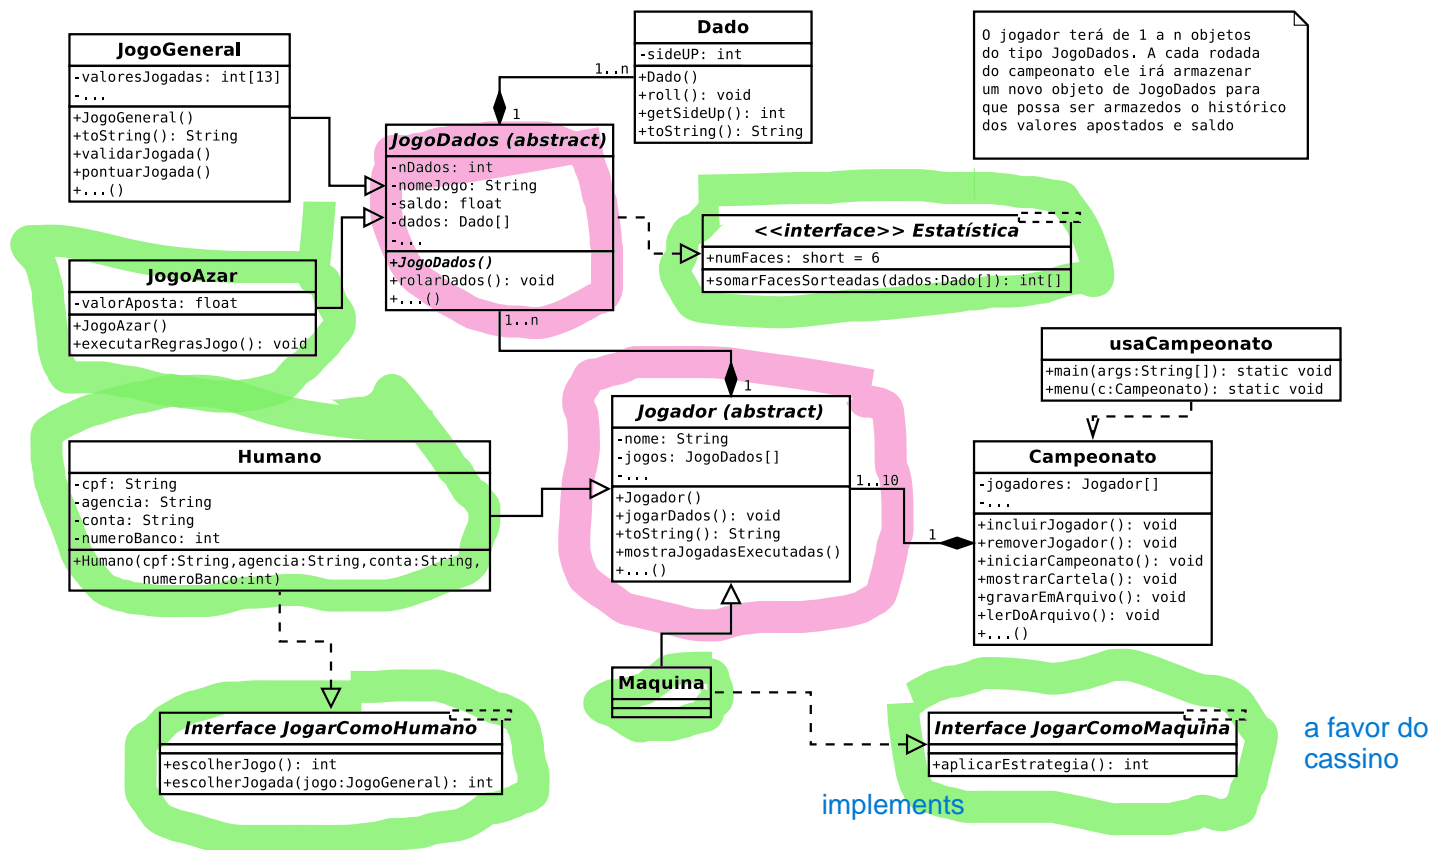 JogoGeneral
-valoresJogadas: int[13]
-...
+JogoGeneral()
+toString(): String
+validarJogada()
+pontuarJogada()
+...()
Dado
-sideUP: int
+Dado()
+roll(): void
+getSideUp(): int
+toString(): String
1..n
1
O jogador terá de 1 a n objetos
do tipo JogoDados. A cada rodada
do campeonato ele irá armazenar
um novo objeto de JogoDados para
que possa ser armazedos o histórico
dos valores apostados e saldo
JogoDados (abstract)
-nDados: int
-nomeJogo: String
-saldo: float
-dados: Dado[]
-...
+JogoDados()
+rolarDados(): void
+...()
<<interface>> Estatística
+numFaces: short = 6
+somarFacesSorteadas(dados:Dado[]): int[]
JogoAzar
-valorAposta: float
+JogoAzar()
+executarRegrasJogo(): void
1..n
1
usaCampeonato
+main(args:String[]): static void
+menu(c:Campeonato): static void
Jogador (abstract)
-nome: String
-jogos: JogoDados[]
-...
+Jogador()
+jogarDados(): void
+toString(): String
+mostraJogadasExecutadas()
+...()
1..10
1
Campeonato
-jogadores: Jogador[]
-...
+incluirJogador(): void
+removerJogador(): void
+iniciarCampeonato(): void
+mostrarCartela(): void
+gravarEmArquivo(): void
+lerDoArquivo(): void
+...()
Humano
-cpf: String
-agencia: String
-conta: String
-numeroBanco: int
+Humano(cpf:String,agencia:String,conta:String,
numeroBanco:int)
Maquina
Interface JogarComoHumano
+escolherJogo(): int
+escolherJogada(jogo:JogoGeneral): int
Interface JogarComoMaquina
+aplicarEstrategia(): int
a favor do
cassino
implements